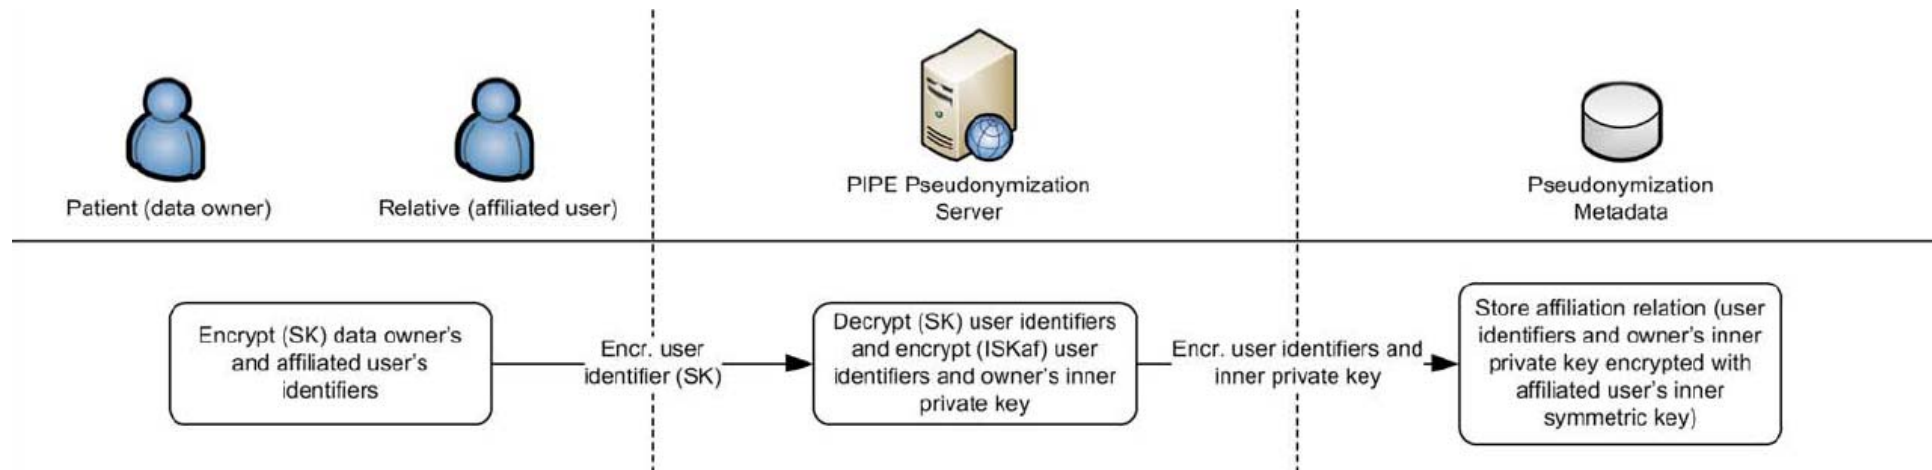 Patient (data owner)
Relative (affiliated user)
PIPE Pseudonymization
Server
Pseudonymization
Metadata
Encrypt (SK) data owner's
and affiliated user's
identifiers
Encr. user
identifier (SK)
Decrypt (SK) user identifiers
and encrypt (ISKaf) user
identifiers and owner's inner
private key
Encr. user identifiers and
inner private key
Store affiliation relation (user
identifiers and owner's inner
private key encrypted with
affiliated user's inner
symmetric key)